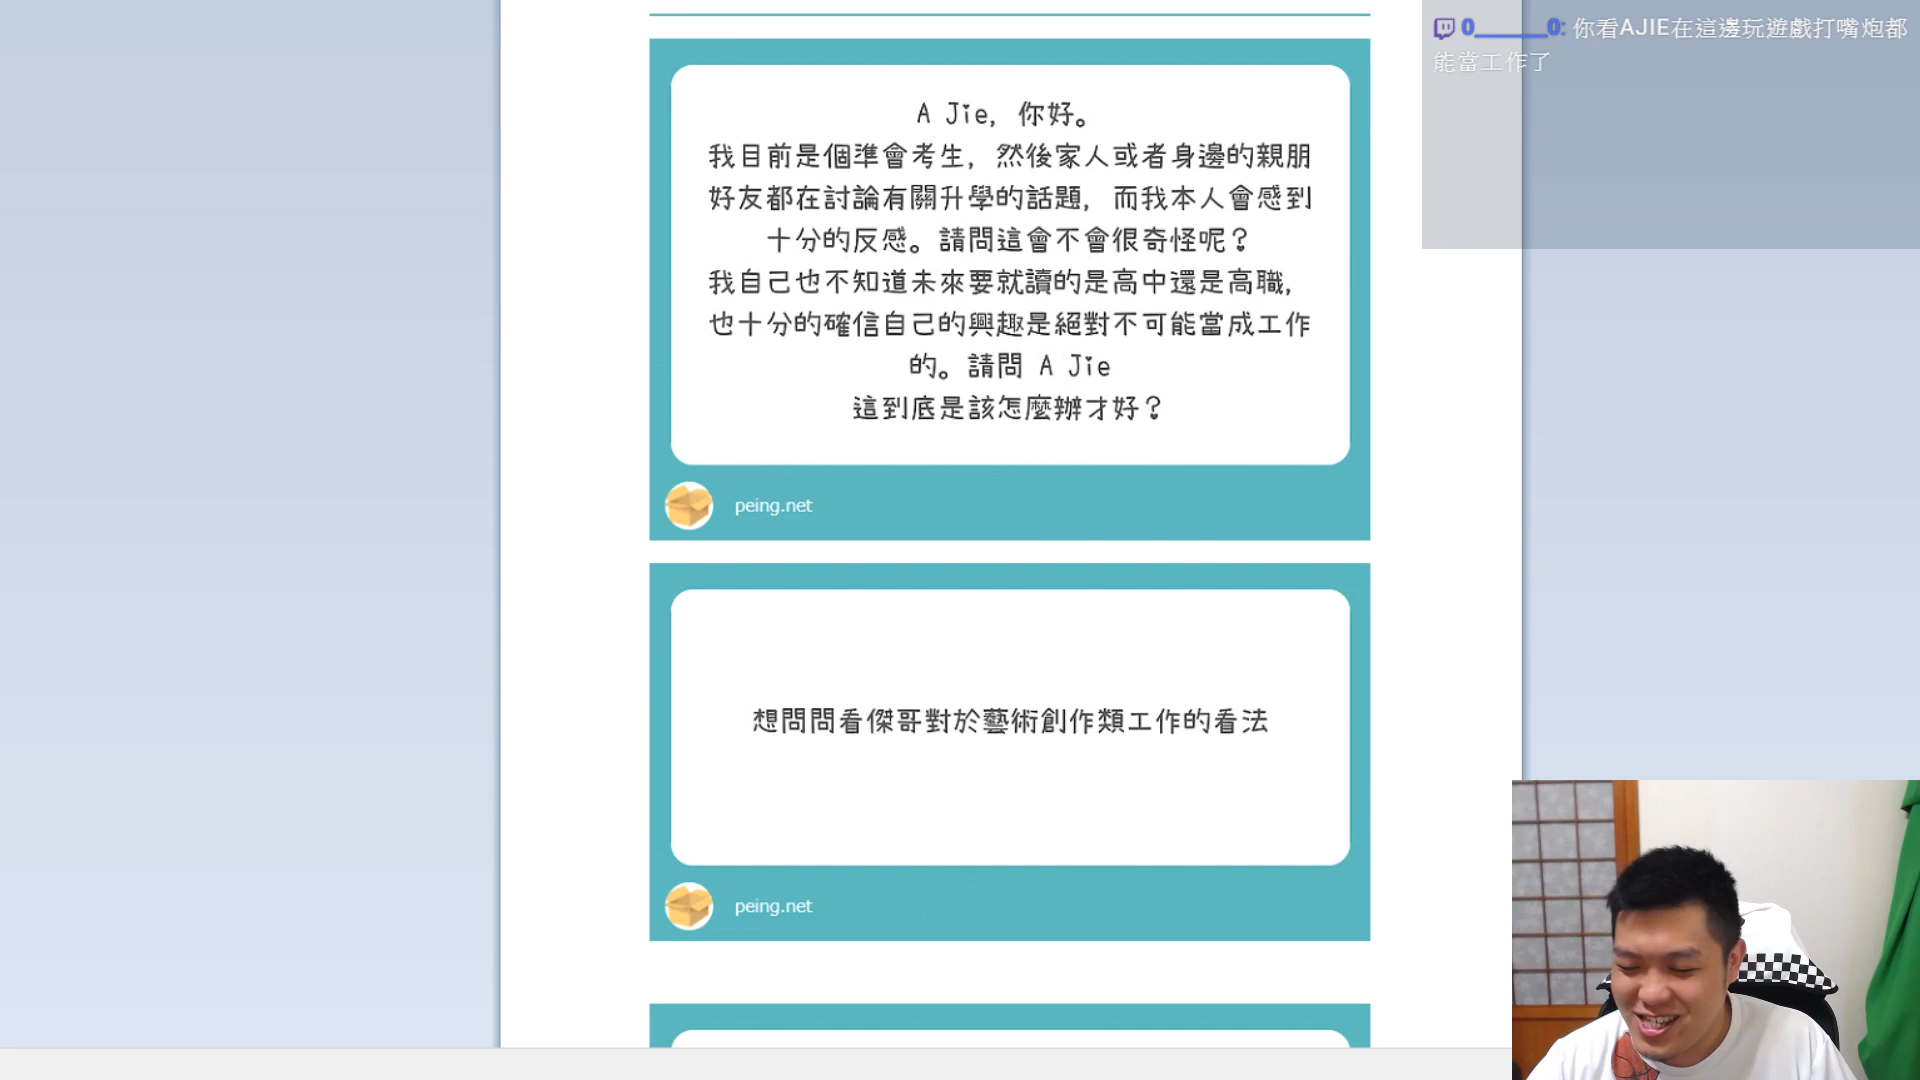 A Jie, 你好。
我目前是個準會考生, 然後家人或者身邊的親朋
好友都在討論有關升學的話題, 而我本人會感到
十分的反感。請問這會不會很奇怪呢?
我自己也不知道未來要就讀的是高中還是高職,
也十分的確信自己的興趣是絕對不可能當成工作
的。請問 A Jie
這到底是該怎麼辦才好?
peing.net
想問問看傑哥對於藝術創作類工作的看法
peing.net
0______0: 你看AJIE在這邊玩遊戲打嘴炮都
能當工作了